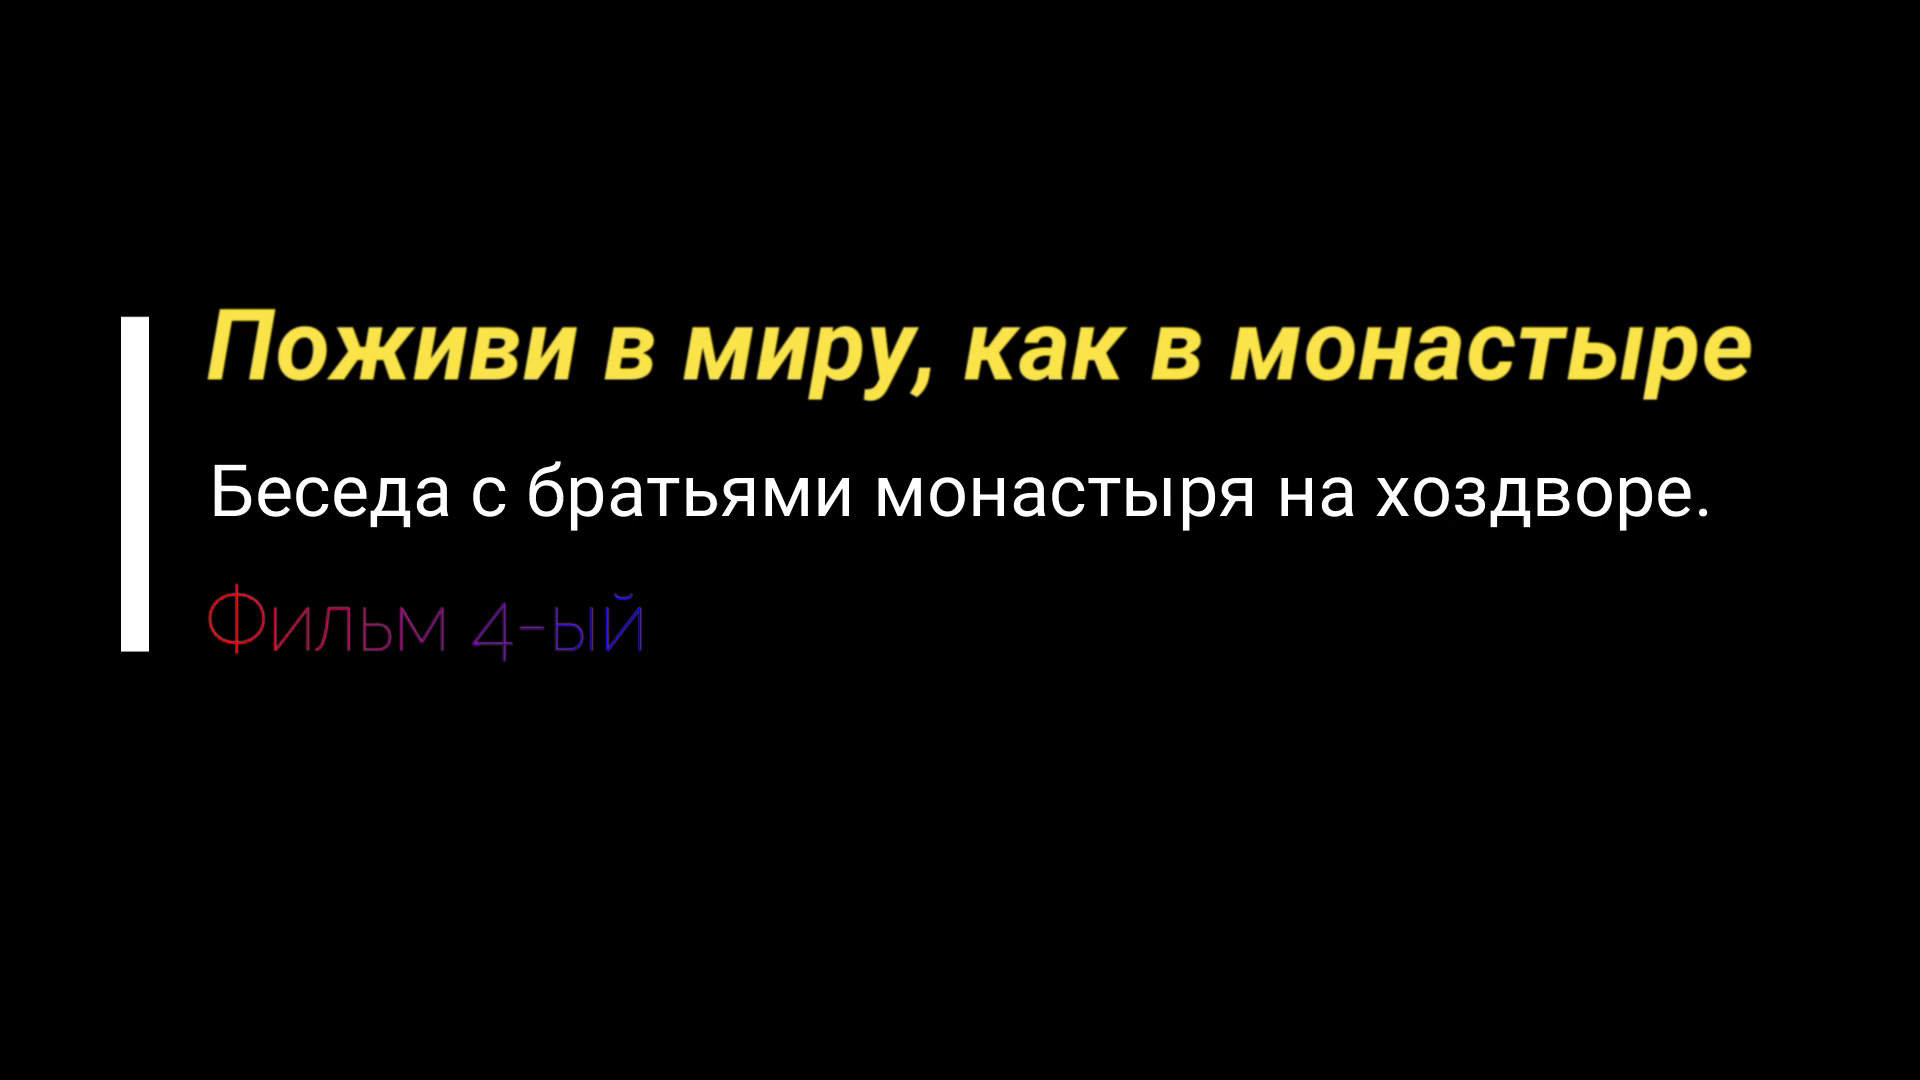 Поживи в миру, как в монастыре
Беседа с братьями монастыря на хоздворе.
Фильм 4-ый